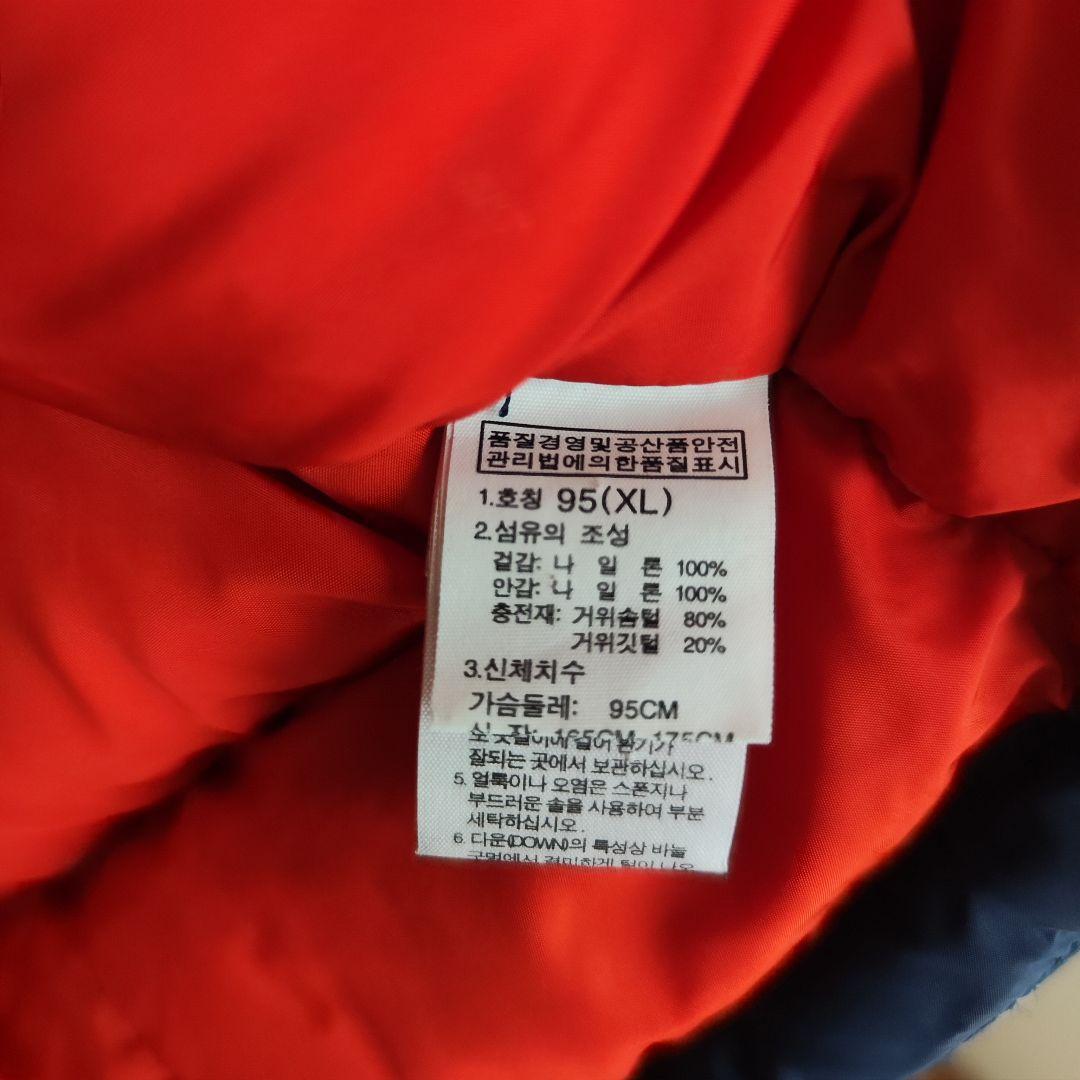 품질경영및공산품안전
관리법에의한품질표시
1.호칭 95(XL)
2.섬유의 조성
겉감: 나 일 론 100%
안감: 나 일 론 100%
충전재: 거위솜털 80%
거위깃털 20%
3.신체치수
가슴둘레: 95CM
165CM 175CM
잘되는 곳에서 보관하십시오.
5. 얼룩이나 오염은 스폰지나
부드러운 솔을 사용하여 부분
세탁하십시오.
6. 다운(DOWN)의 특성상 바늘